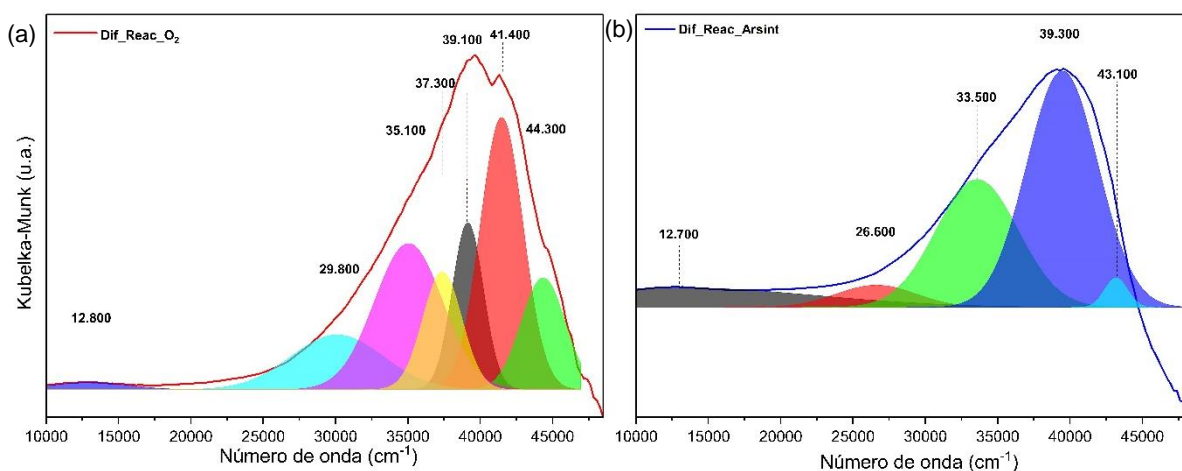 (a)
Dif_Reac_O₂
39.100
41.400
37.300
35.100
44.300
29.800
12.800
Kubelka-Munk (u.a.)
10000 15000 20000 25000 30000 35000 40000 45000
Número de onda (cm⁻¹)
(b)
Dif_Reac_Arsint
39.300
43.100
33.500
26.600
12.700
10000 15000 20000 25000 30000 35000 40000 45000
Número de onda (cm⁻¹)